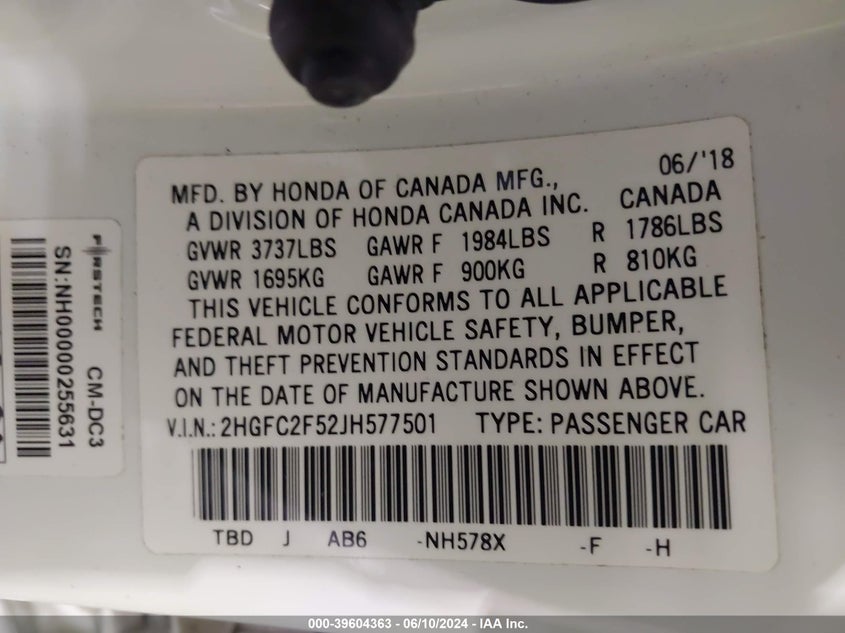 06/'18
MFD. BY HONDA OF CANADA MFG.,
A DIVISION OF HONDA CANADA INC. CANADA
GVWR 3737LBS GAWR F 1984LBS R 1786LBS
GVWR 1695KG GAWR F 900KG R 810KG
THIS VEHICLE CONFORMS TO ALL APPLICABLE
FEDERAL MOTOR VEHICLE SAFETY, BUMPER,
AND THEFT PREVENTION STANDARDS IN EFFECT
ON THE DATE OF MANUFACTURE SHOWN ABOVE.
V.I.N.: 2HGFC2F52JH577501 TYPE: PASSENGER CAR
TBD J AB6 -NH578X -F -H
FIRSTECH CM-DC3
SN:NH00000255631
000-39604363 - 06/10/2024 - IAA Inc.